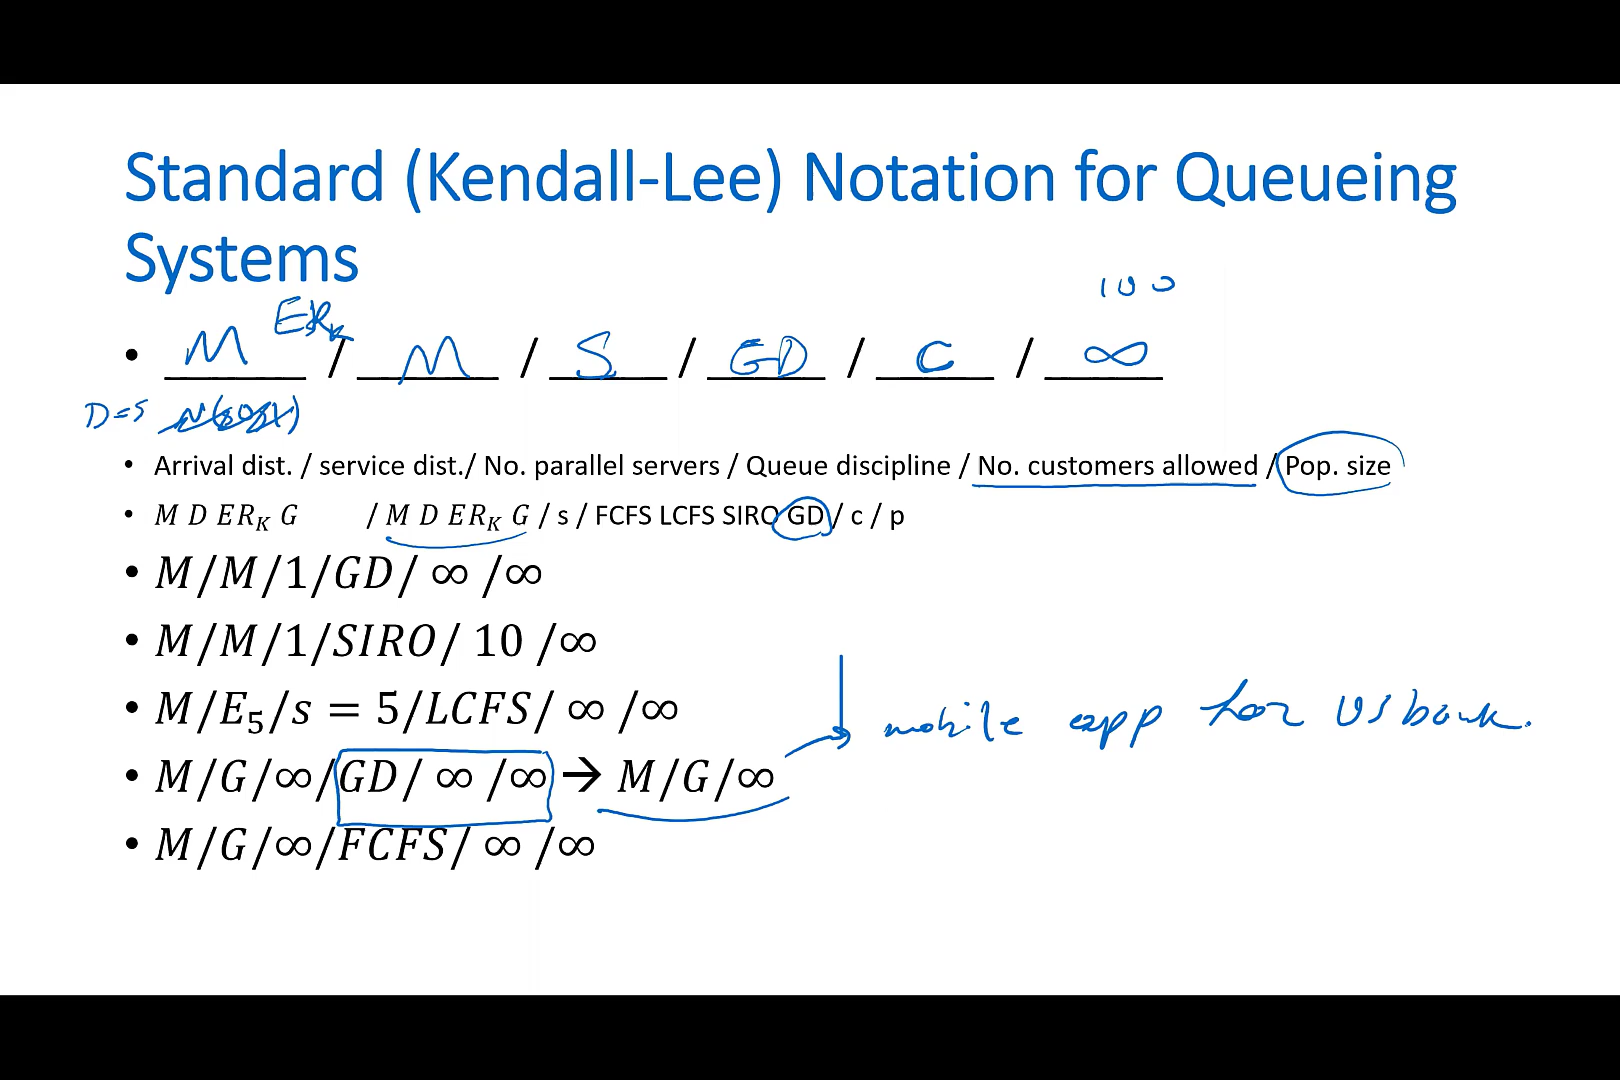 Standard (Kendall-Lee) Notation for Queueing
Systems
100
ER_K
• M / M / S / GD / C / ∞
D=5
• Arrival dist. / service dist./ No. parallel servers / Queue discipline / No. customers allowed / Pop. size
• M D ER_K G / M D ER_K G / s / FCFS LCFS SIRO GD / c / p
• M/M/1/GD/ ∞ /∞
• M/M/1/SIRO/ 10 /∞
• M/E_5/s = 5/LCFS/ ∞ /∞
mobile app for US bank.
• M/G/∞/GD/ ∞ /∞ → M/G/∞
• M/G/∞/FCFS/ ∞ /∞